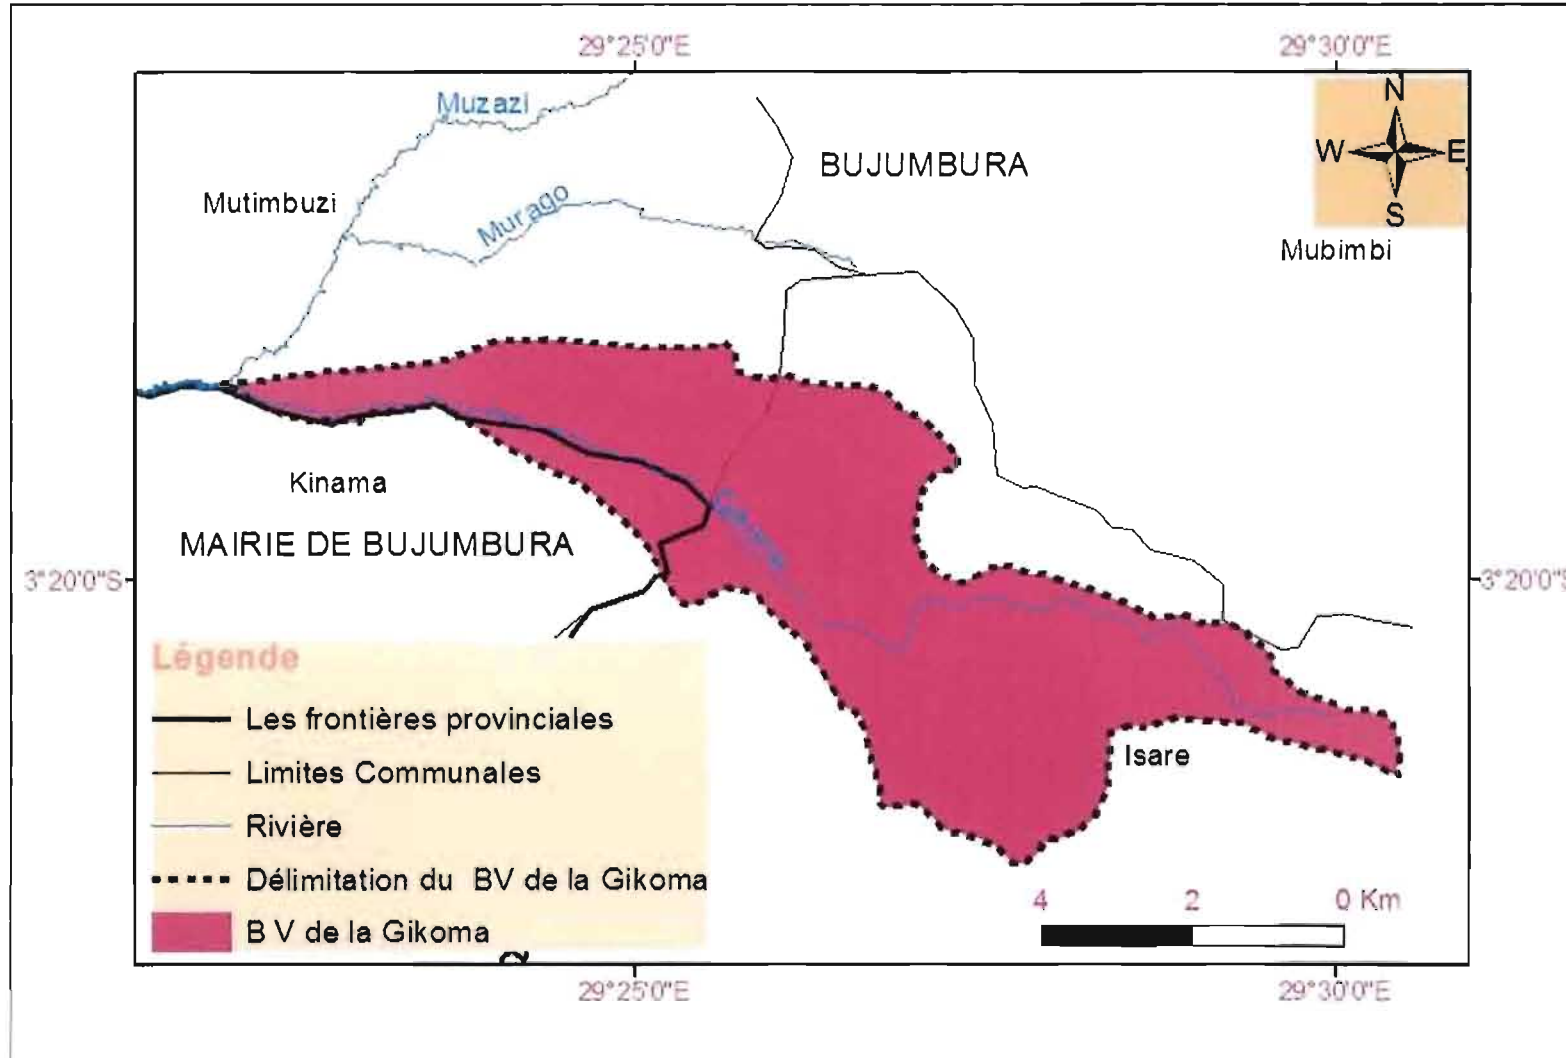 29°25'0"E
29°30'0"E
Muzazi
N
W E
S
BUJUMBURA
Mutimbuzi
Murago
Mubimbi
Kinama
MAIRIE DE BUJUMBURA
3°20'0"S
3°20'0"S
Légende
Les frontières provinciales
Limites Communales
Rivière
Délimitation du BV de la Gikoma
B V de la Gikoma
Isare
4 2 0 Km
29°25'0"E
29°30'0"E